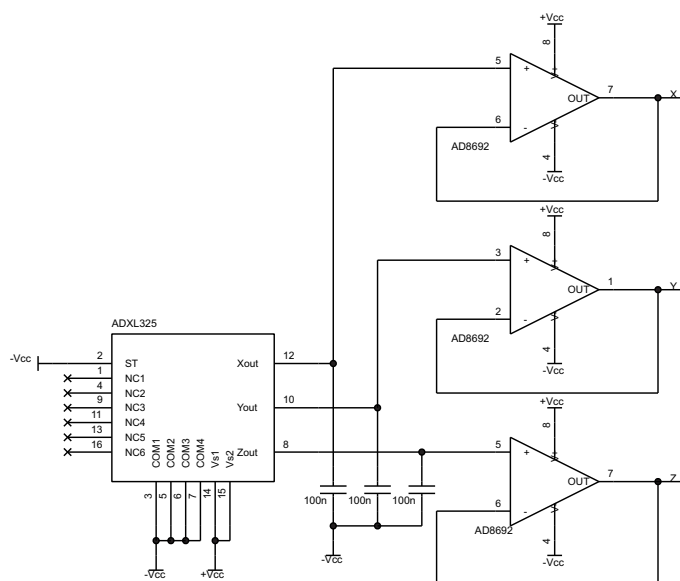 +Vcc
8
5
+
V+
7
OUT
X
6
-
V-
AD8692
4
-Vcc
+Vcc
8
3
+
V+
1
OUT
Y
2
-
V-
AD8692
4
-Vcc
ADXL325
-Vcc
2
ST
Xout
12
1
NC1
4
NC2
9
NC3
Yout
10
11
NC4
13
NC5
16
NC6
Zout
8
COM1
COM2
COM3
COM4
Vs1
Vs2
3
5
6
7
14
15
100n
100n
100n
-Vcc
+Vcc
-Vcc
+Vcc
8
5
+
V+
7
OUT
Z
6
-
V-
AD8692
4
-Vcc